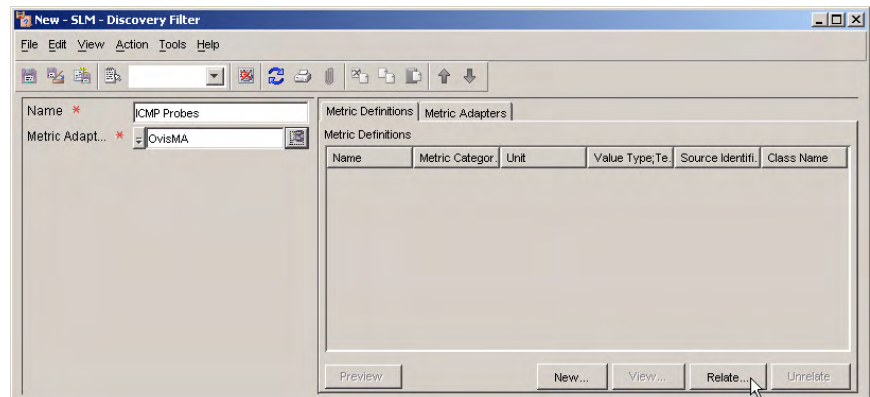 New - SLM - Discovery Filter
File Edit View Action Tools Help
Name * ICMP Probes
Metric Adapt... * OvisMA
Metric Definitions Metric Adapters
Metric Definitions
Name Metric Categor. Unit Value Type;Te. Source Identifi. Class Name
Preview New... View... Relate... Unrelate